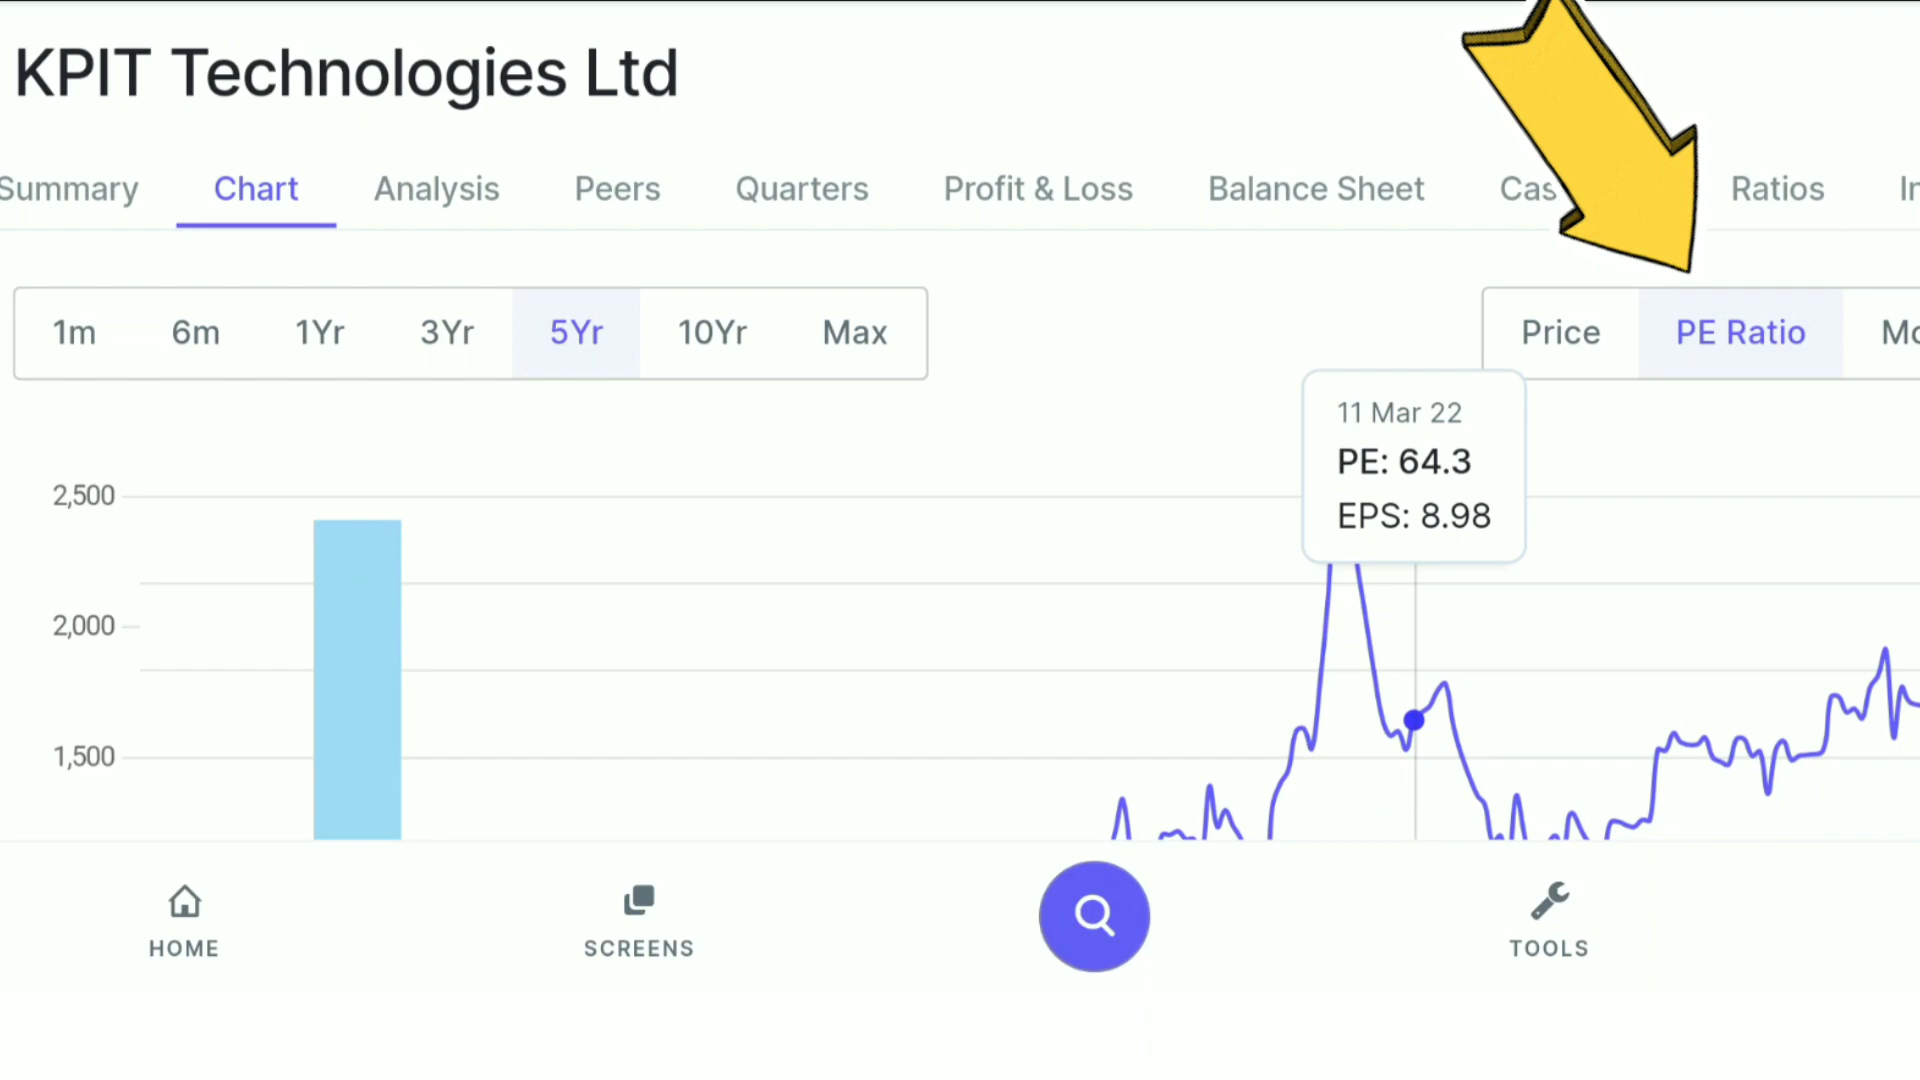 KPIT Technologies Ltd
Summary Chart Analysis Peers Quarters Profit & Loss Balance Sheet Ratios
1m 6m 1Yr 3Yr 5Yr 10Yr Max
Price PE Ratio
11 Mar 22
PE: 64.3
EPS: 8.98
2,500
2,000
1,500
HOME SCREENS TOOLS